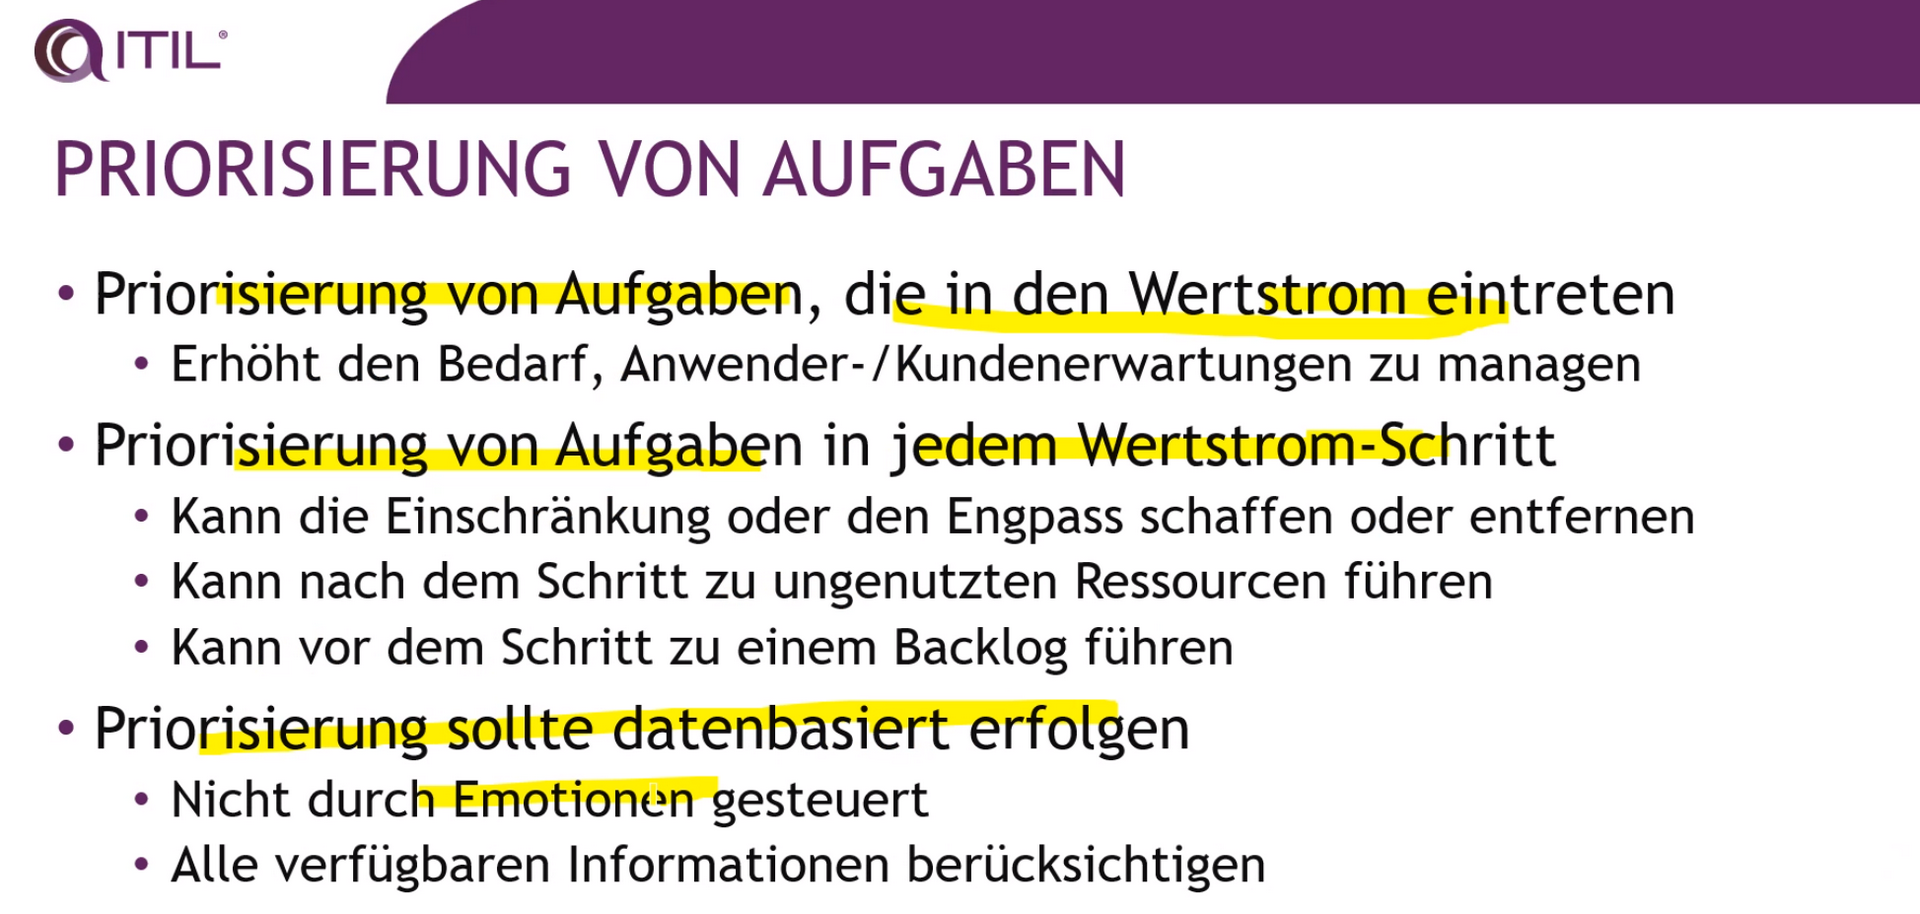 ITIL®
PRIORISIERUNG VON AUFGABEN
• Priorisierung von Aufgaben, die in den Wertstrom eintreten
• Erhöht den Bedarf, Anwender-/Kundenerwartungen zu managen
• Priorisierung von Aufgaben in jedem Wertstrom-Schritt
• Kann die Einschränkung oder den Engpass schaffen oder entfernen
• Kann nach dem Schritt zu ungenutzten Ressourcen führen
• Kann vor dem Schritt zu einem Backlog führen
• Priorisierung sollte datenbasiert erfolgen
• Nicht durch Emotionen gesteuert
• Alle verfügbaren Informationen berücksichtigen